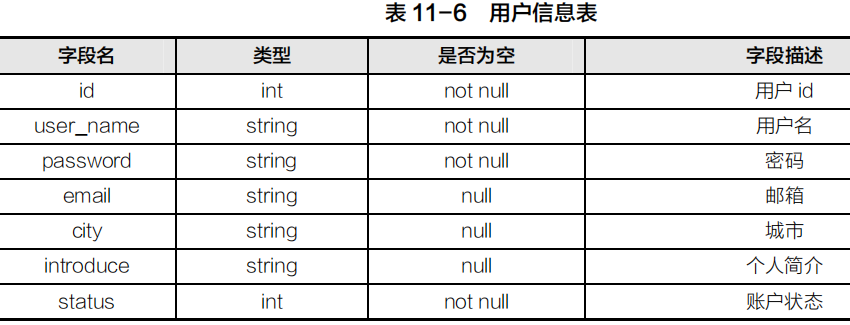 表 11-6 用户信息表
字段名 类型 是否为空 字段描述
id int not null 用户 id
user_name string not null 用户名
password string not null 密码
email string null 邮箱
city string null 城市
introduce string null 个人简介
status int not null 账户状态